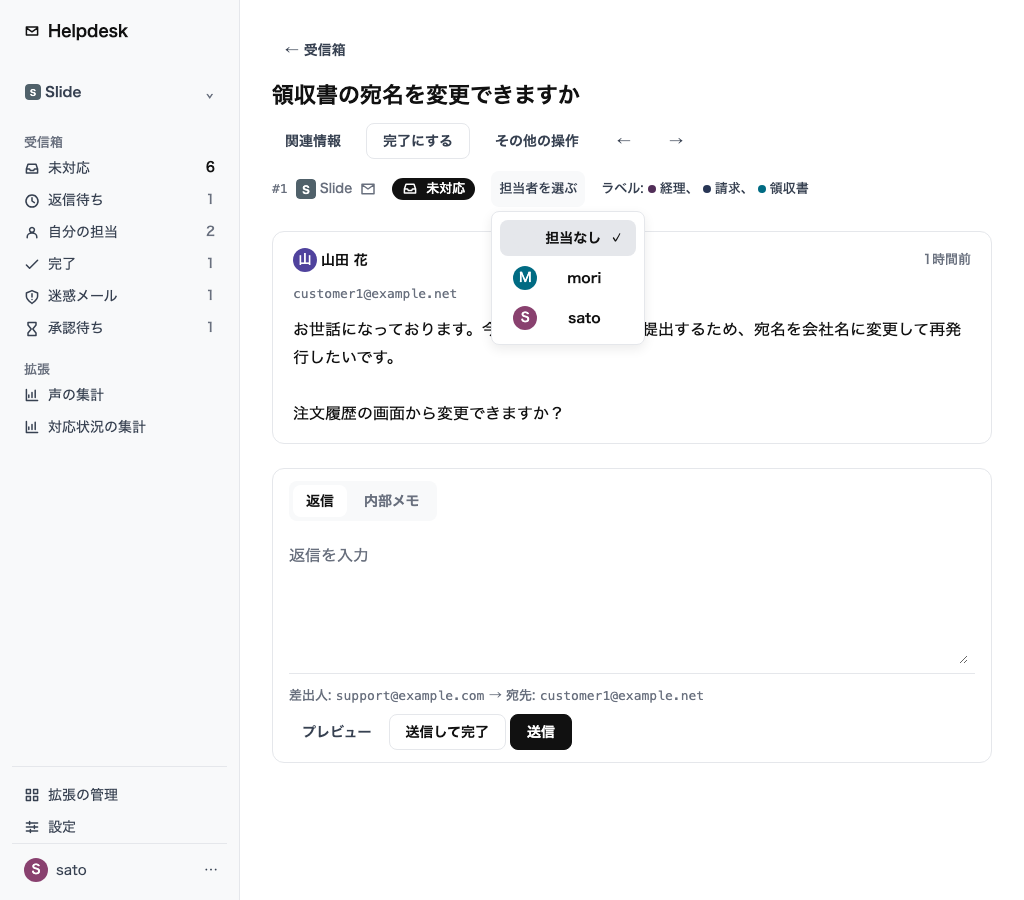 Helpdesk
S Slide
受信箱
未対応 6
返信待ち 1
自分の担当 2
完了 1
迷惑メール 1
承認待ち 1
拡張
声の集計
対応状況の集計
拡張の管理
設定
S sato ⋯
← 受信箱
領収書の宛名を変更できますか
関連情報 完了にする その他の操作 ← →
#1 S Slide 未対応 担当者を選ぶ ラベル: 経理、 請求、 領収書
担当なし ✓
M mori
S sato
山 山田 花 1時間前
customer1@example.net
お世話になっております。今 提出するため、宛名を会社名に変更して再発
行したいです。
注文履歴の画面から変更できますか？
返信 内部メモ
返信を入力
差出人: support@example.com → 宛先: customer1@example.net
プレビュー 送信して完了 送信